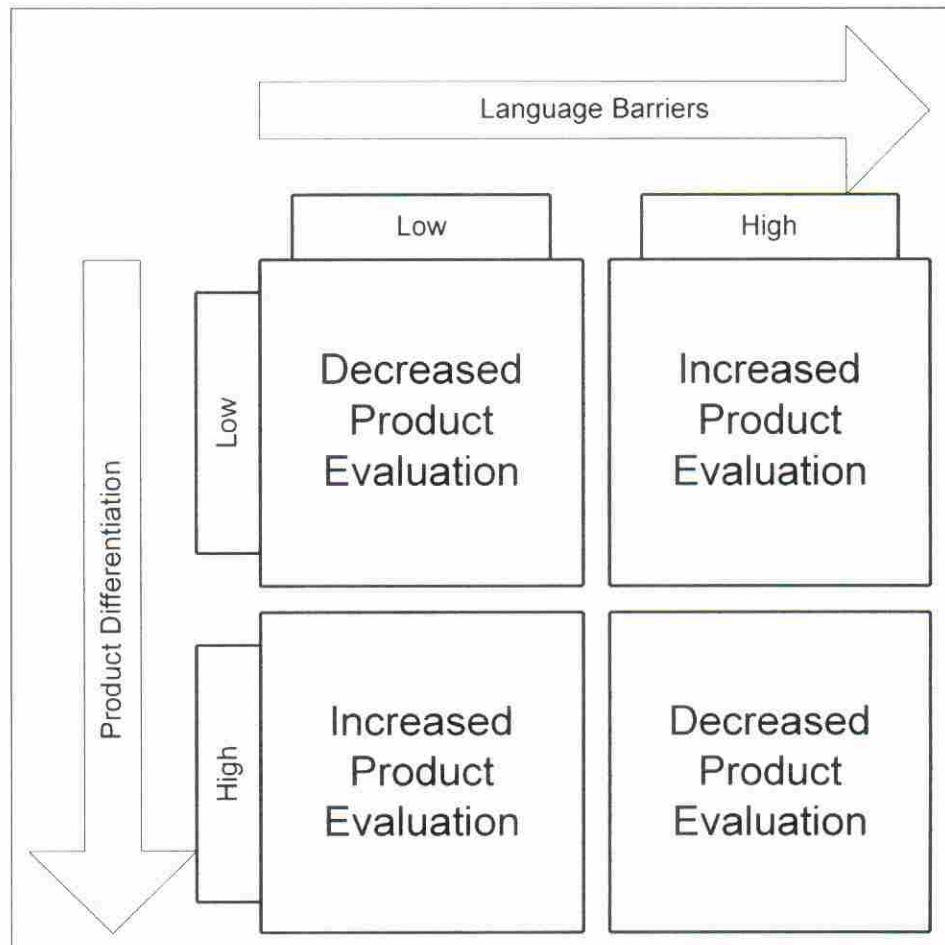 Language Barriers
Low
High
Product Differentiation
Low
Decreased
Product
Evaluation
Increased
Product
Evaluation
High
Increased
Product
Evaluation
Decreased
Product
Evaluation